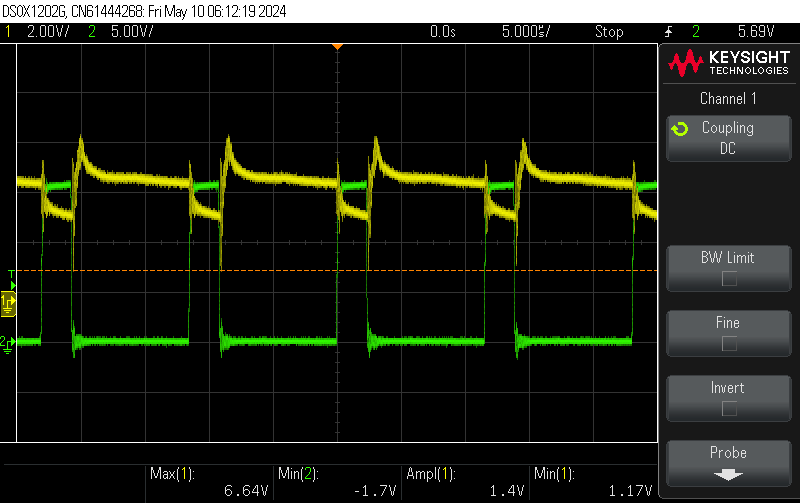 DSOX1202G, CN61444268: Fri May 10 06:12:19 2024
1 2.00V/ 2 5.00V/ 0.0s 5.000s/ Stop 2 5.69V
KEYSIGHT
TECHNOLOGIES
Channel 1
Coupling
DC
BW Limit
Fine
Invert
Probe
T
1
2
Max(1): Min(2): Ampl(1): Min(1):
6.64V -1.7V 1.4V 1.17V